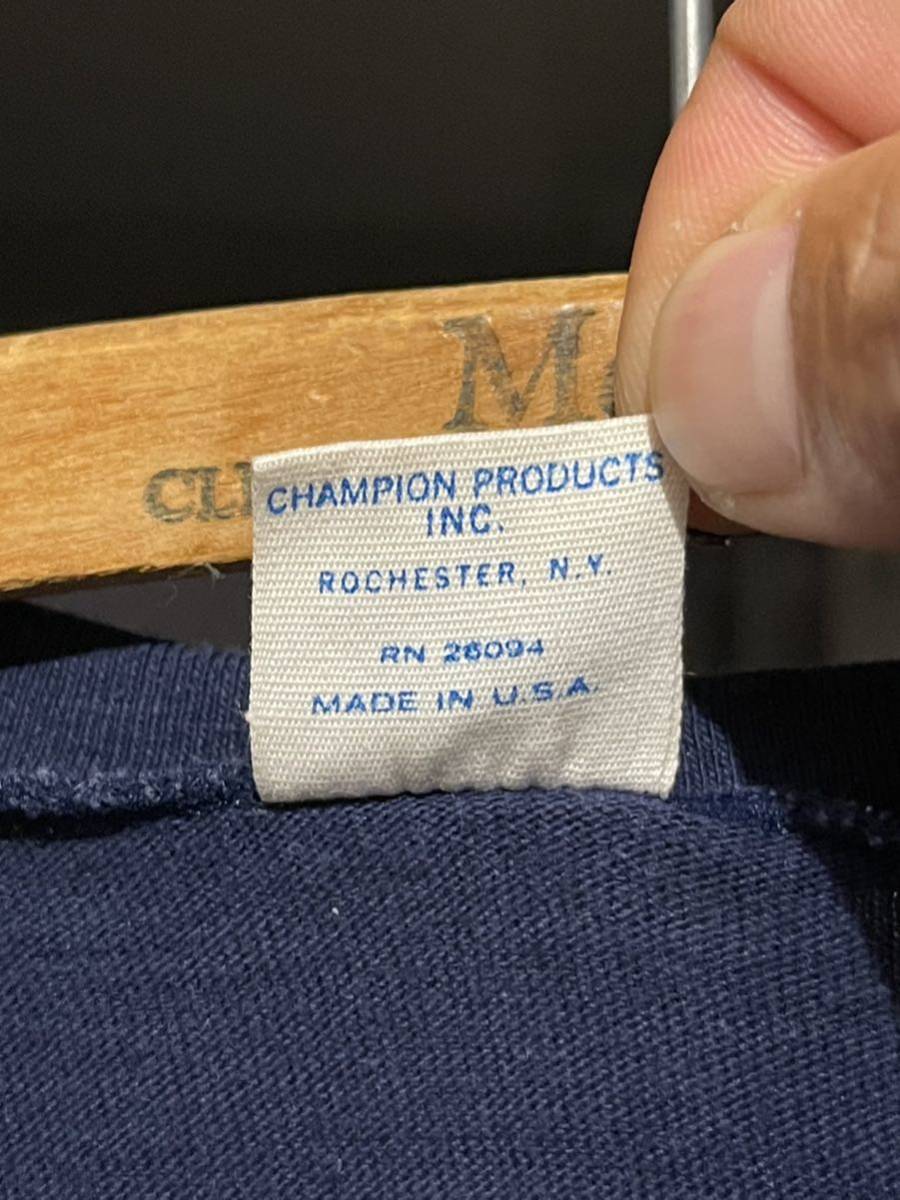 CHAMPION PRODUCTS
INC.
ROCHESTER, N.Y.
RN 26094
MADE IN U.S.A.